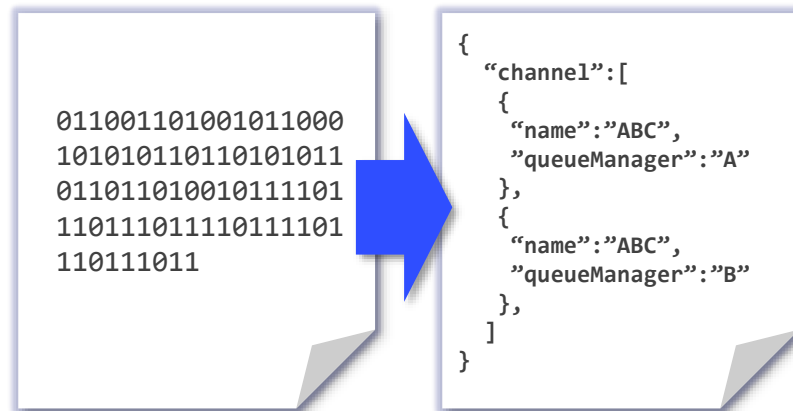 011001101001011000
101010110110101011
011011010010111101
110111011110111101
110111011
{
“channel”:[
{
“name”:”ABC”,
”queueManager”:”A”
},
{
“name”:”ABC”,
”queueManager”:”B”
},
]
}